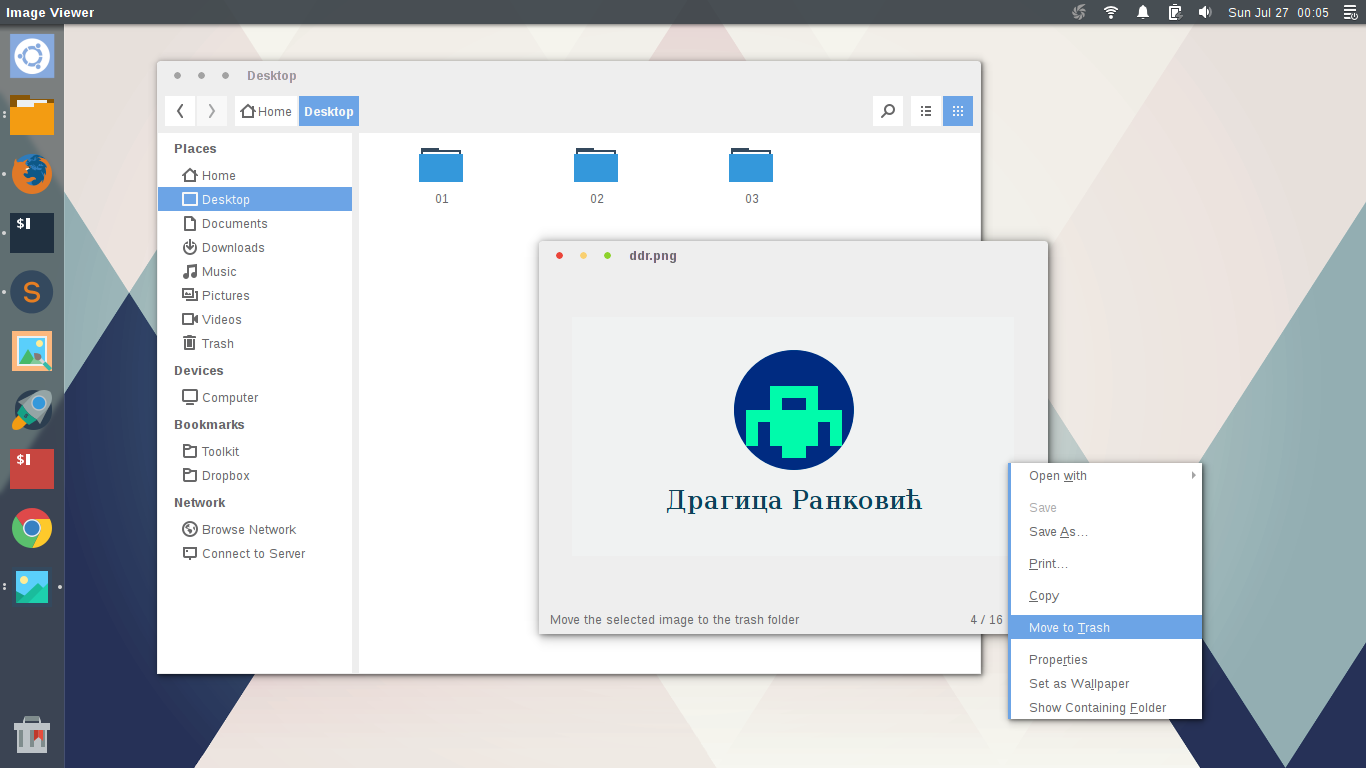 Image Viewer
Sun Jul 27 00:05
Desktop
Home
Desktop
Places
Home
Desktop
Documents
Downloads
Music
Pictures
Videos
Trash
Devices
Computer
Bookmarks
Toolkit
Dropbox
Network
Browse Network
Connect to Server
01
02
03
$
S
$
ddr.png
Драгица Ранковић
Move the selected image to the trash folder
4 / 16
Open with
Save
Save As...
Print...
Copy
Move to Trash
Properties
Set as Wallpaper
Show Containing Folder